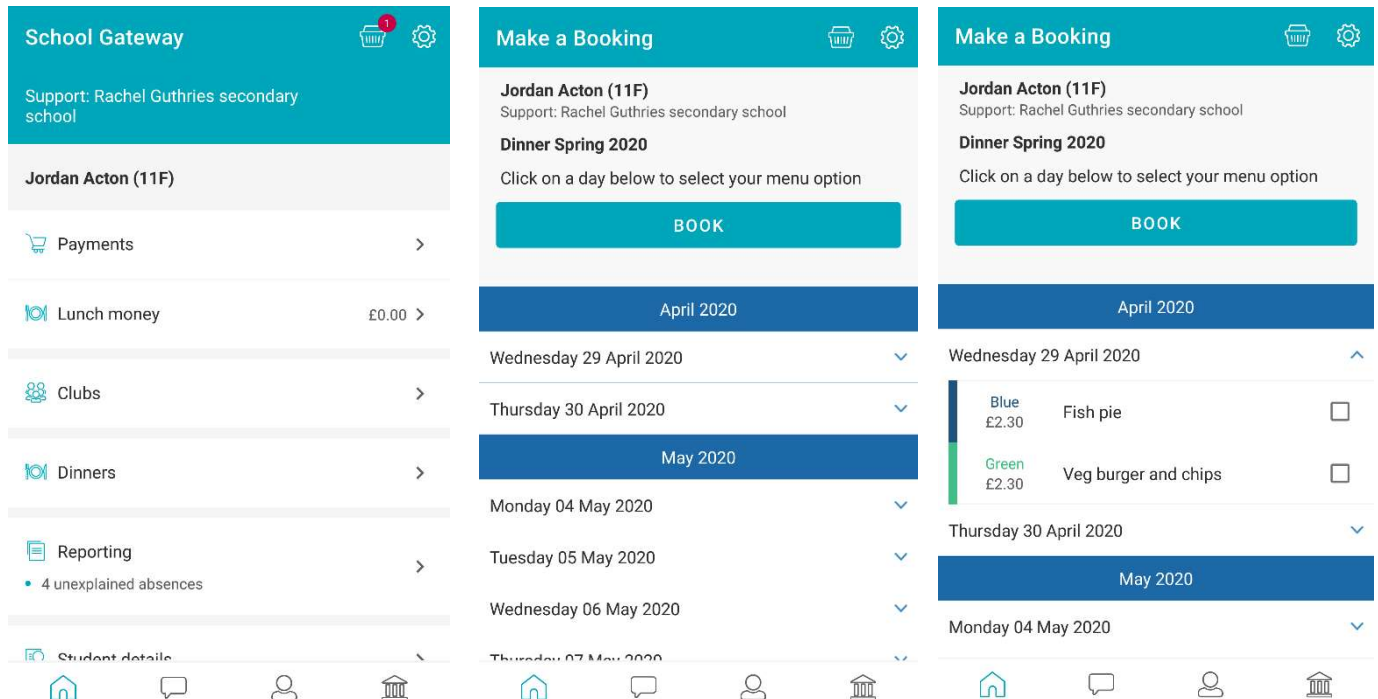 School Gateway
1
Support: Rachel Guthries secondary
school
Jordan Acton (11F)
Payments
Lunch money £0.00
Clubs
Dinners
Reporting
4 unexplained absences
Student details
Make a Booking
Jordan Acton (11F)
Support: Rachel Guthries secondary school
Dinner Spring 2020
Click on a day below to select your menu option
BOOK
April 2020
Wednesday 29 April 2020
Thursday 30 April 2020
May 2020
Monday 04 May 2020
Tuesday 05 May 2020
Wednesday 06 May 2020
Thursday 07 May 2020
Make a Booking
Jordan Acton (11F)
Support: Rachel Guthries secondary school
Dinner Spring 2020
Click on a day below to select your menu option
BOOK
April 2020
Wednesday 29 April 2020
Blue
£2.30 Fish pie
Green
£2.30 Veg burger and chips
Thursday 30 April 2020
May 2020
Monday 04 May 2020